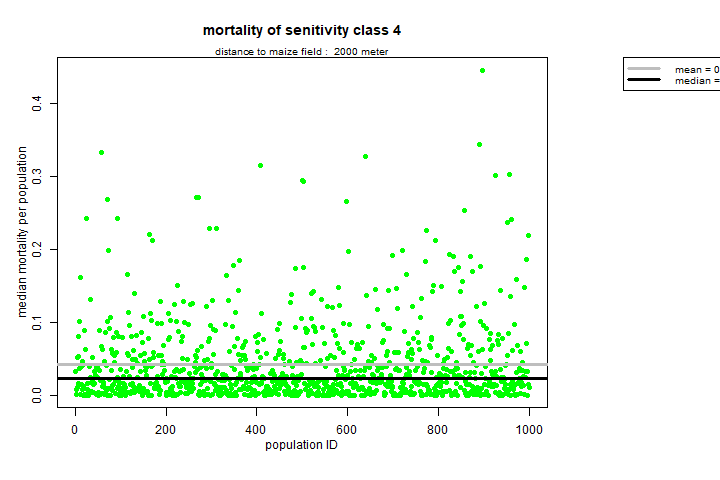 mortality of senitivity class 4
distance to maize field :  2000 meter
mean = 0
median =
median mortality per population
0.4
0.3
0.2
0.1
0.0
0 200 400 600 800 1000
population ID